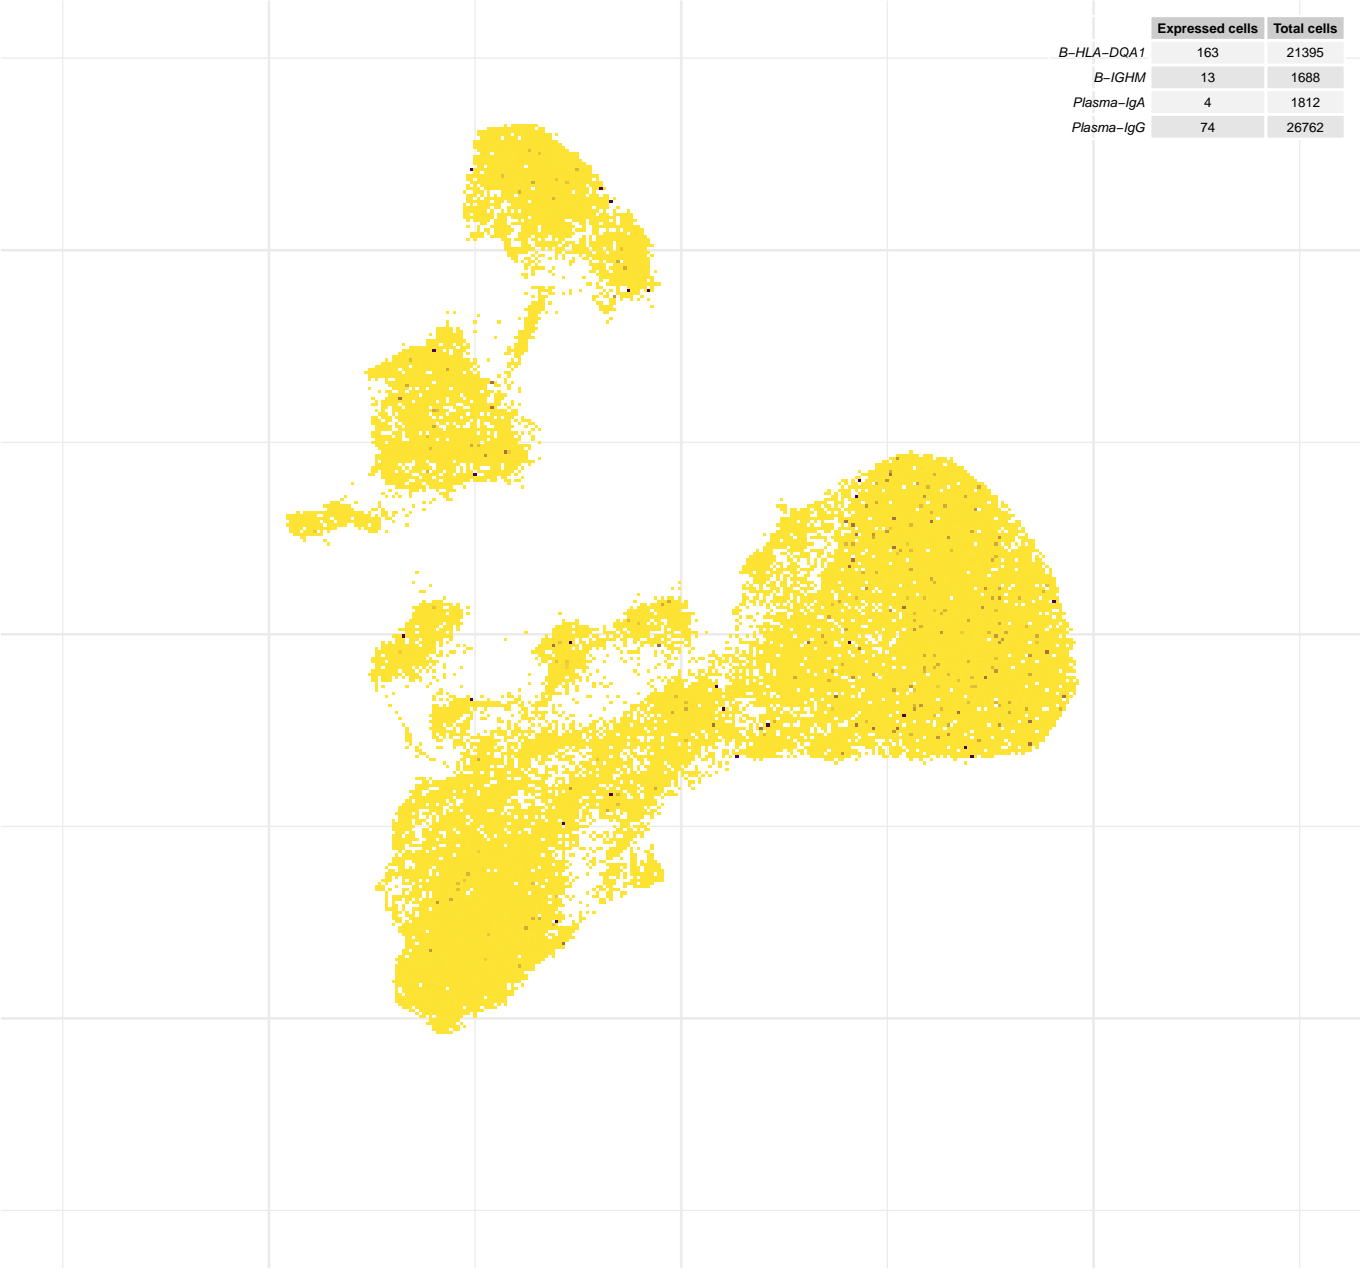 Expressed cells Total cells
B−HLA−DQA1 163 21395
B−IGHM 13 1688
Plasma−IgA 4 1812
Plasma−IgG 74 26762